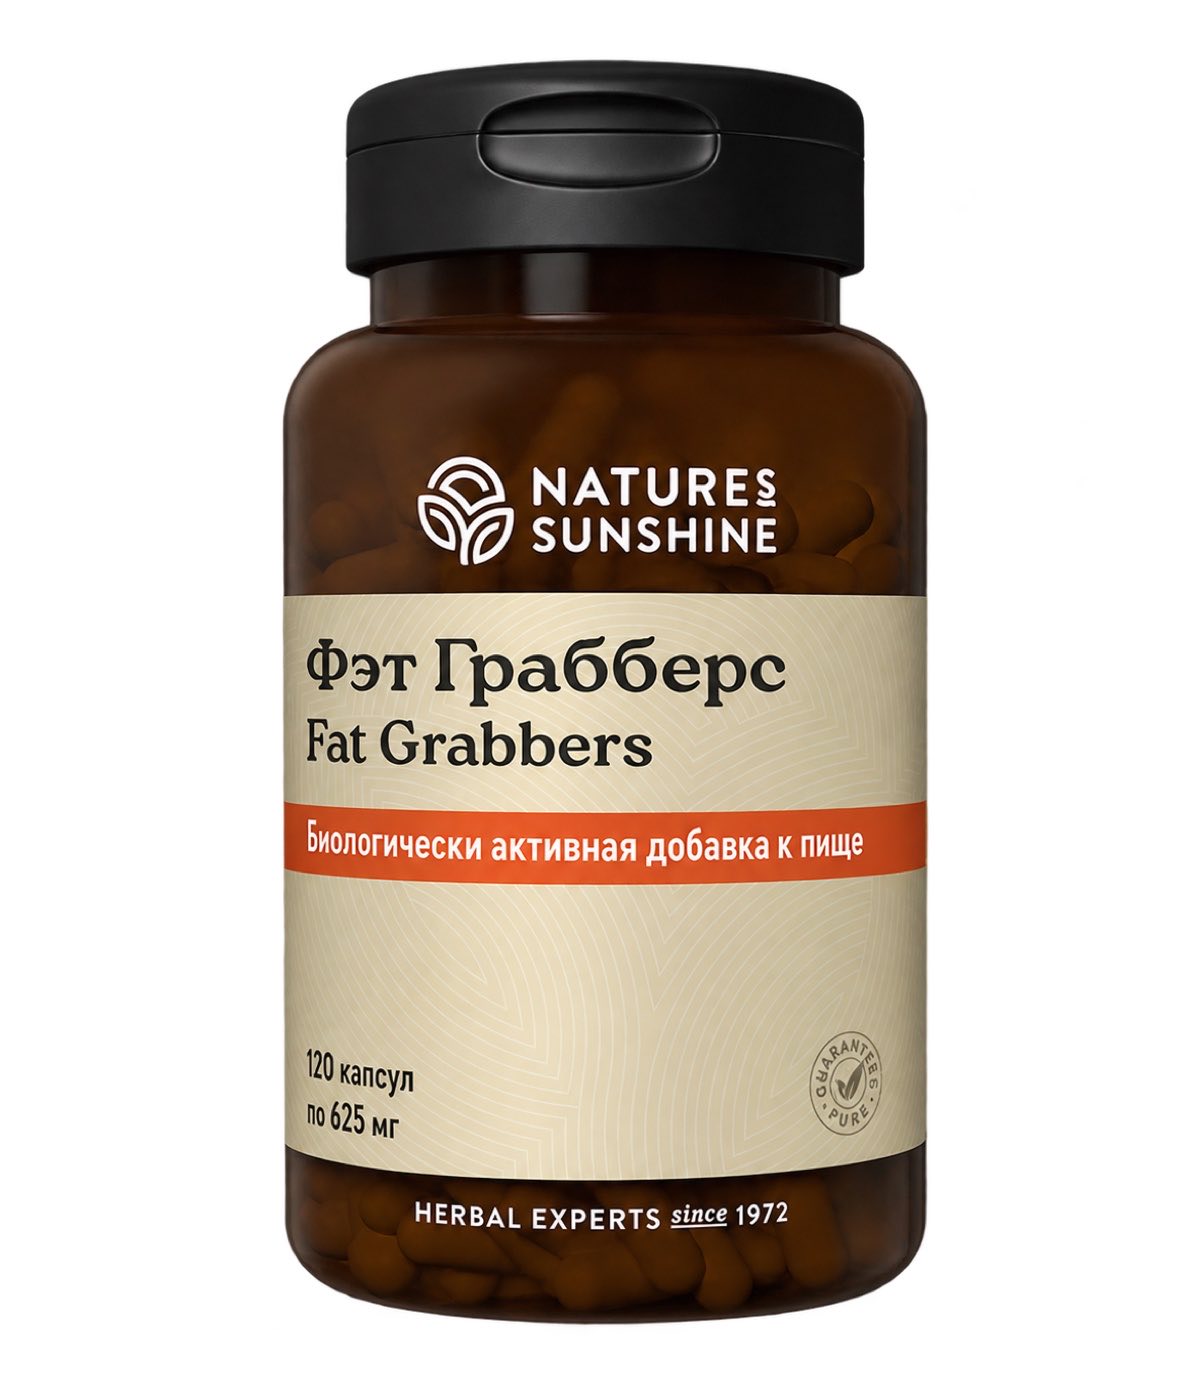 NATURES
SUNSHINE
Фэт Грабберс
Fat Grabbers
Биологически активная добавка к пище
120 капсул
по 625 мг
GUARANTEE
PURE
HERBAL EXPERTS since 1972